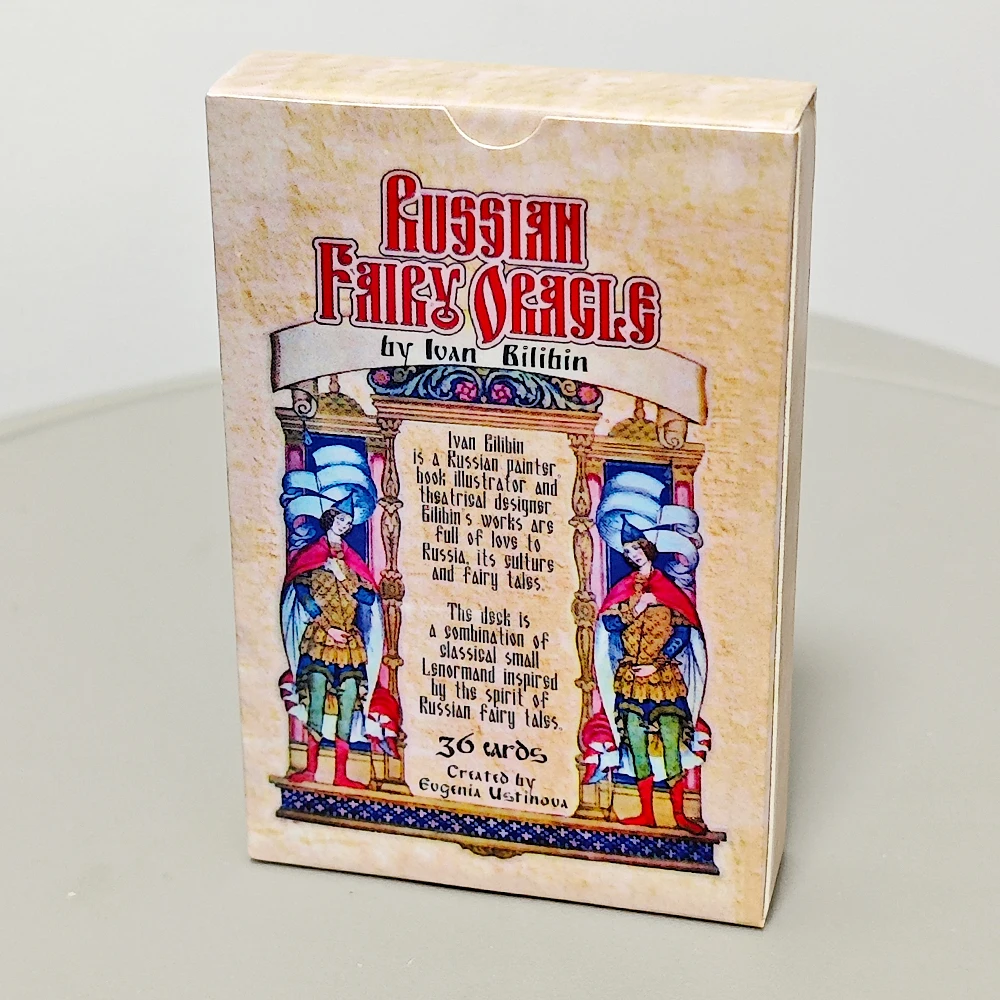 Russian
Fairy Oracle
by Ivan Bilibin
Ivan Bilibin
is a Russian painter,
book illustrator and
theatrical designer.
Bilibin's works are
full of love to
Russia, its culture
and fairy tales.
The deck is
a combination of
classical small
Lenormand inspired
by the spirit of
Russian fairy tales.
36 cards
Created by
Eugenia Ustinova